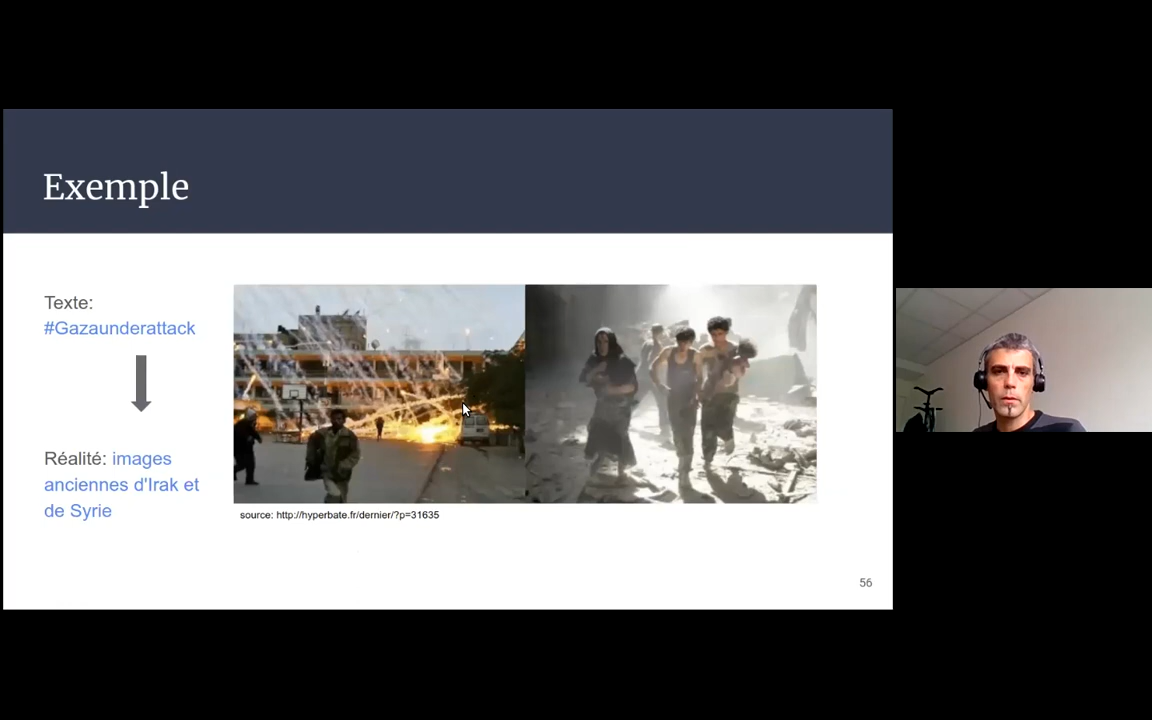 Exemple
Texte:
#Gazaunderattack
Réalité: images
anciennes d'Irak et
de Syrie
source: http://hyperbate.fr/dernier/?p=31635
56